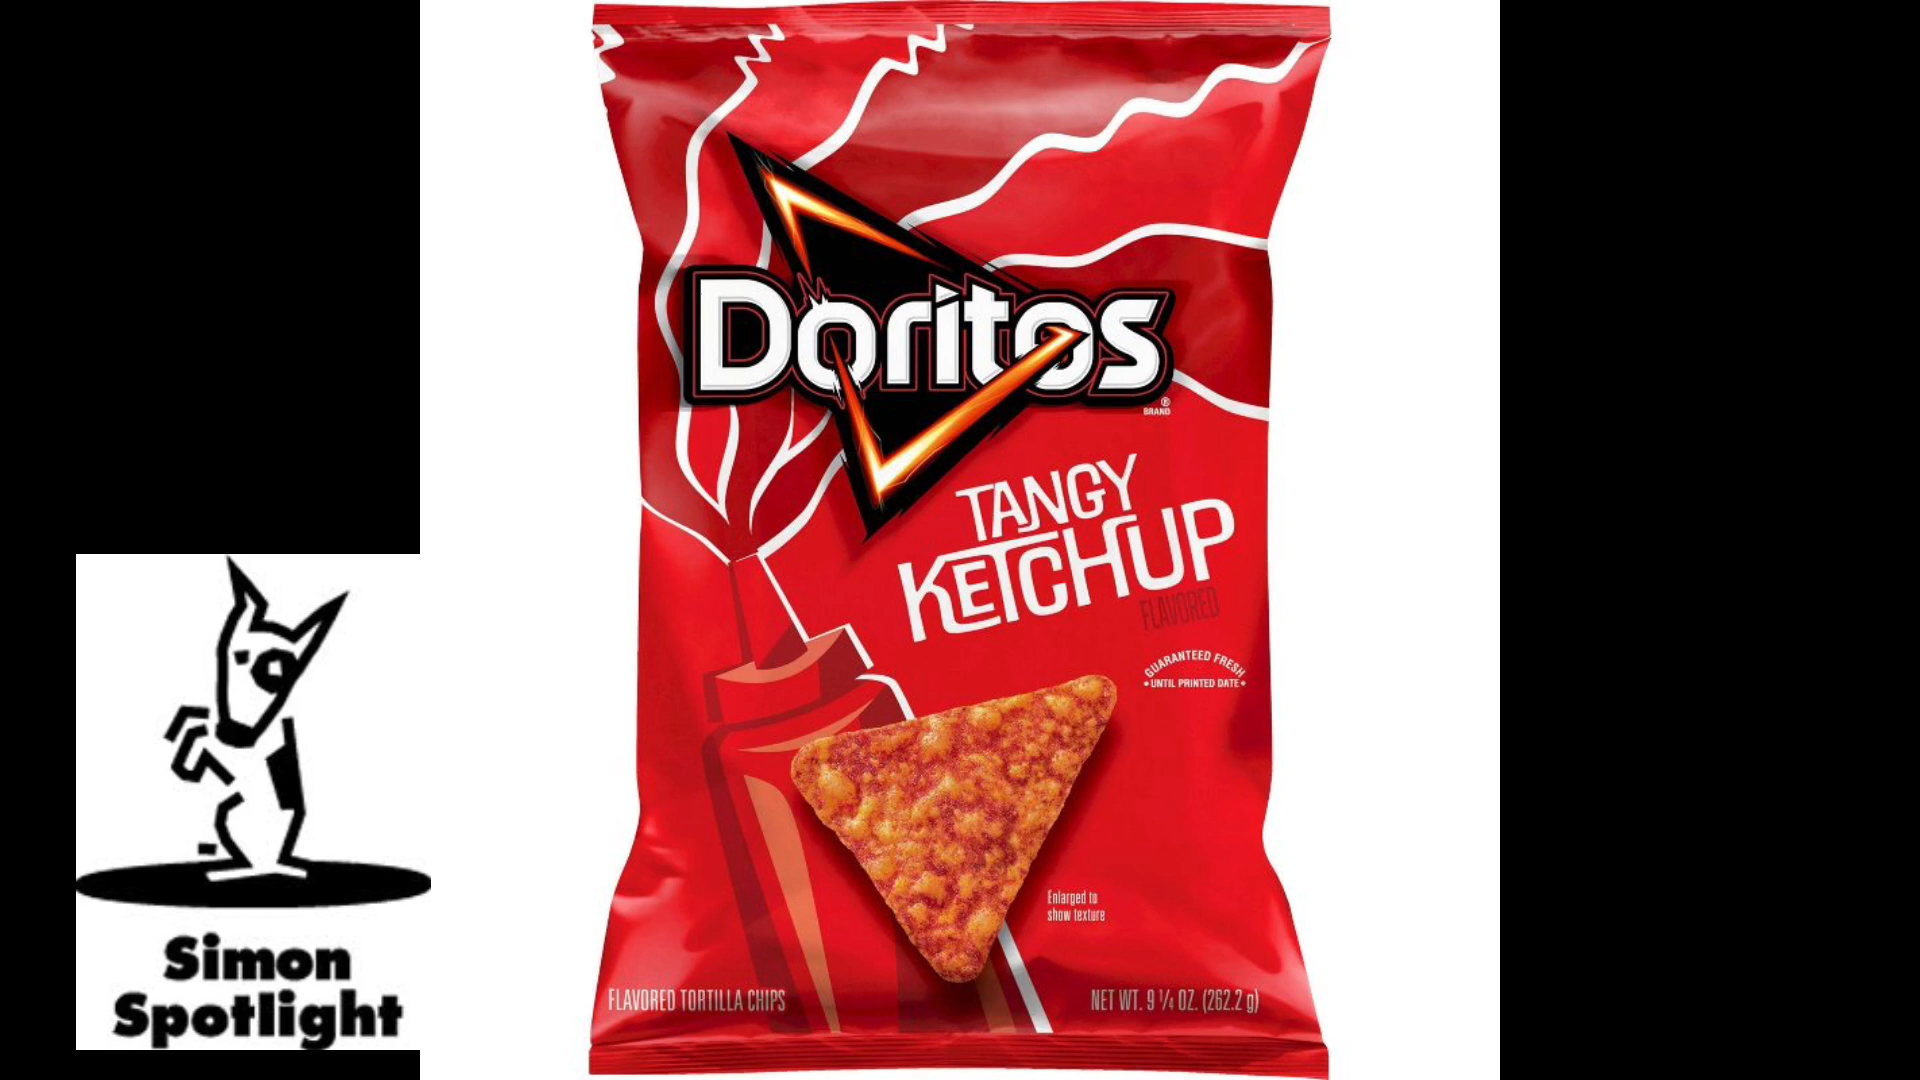 Doritos
®
BRAND
TANGY
KETCHUP
FLAVORED
GUARANTEED FRESH
• UNTIL PRINTED DATE •
Enlarged to
show texture
FLAVORED TORTILLA CHIPS
NET WT. 9 ¼ OZ. (262.2 g)
Simon
Spotlight